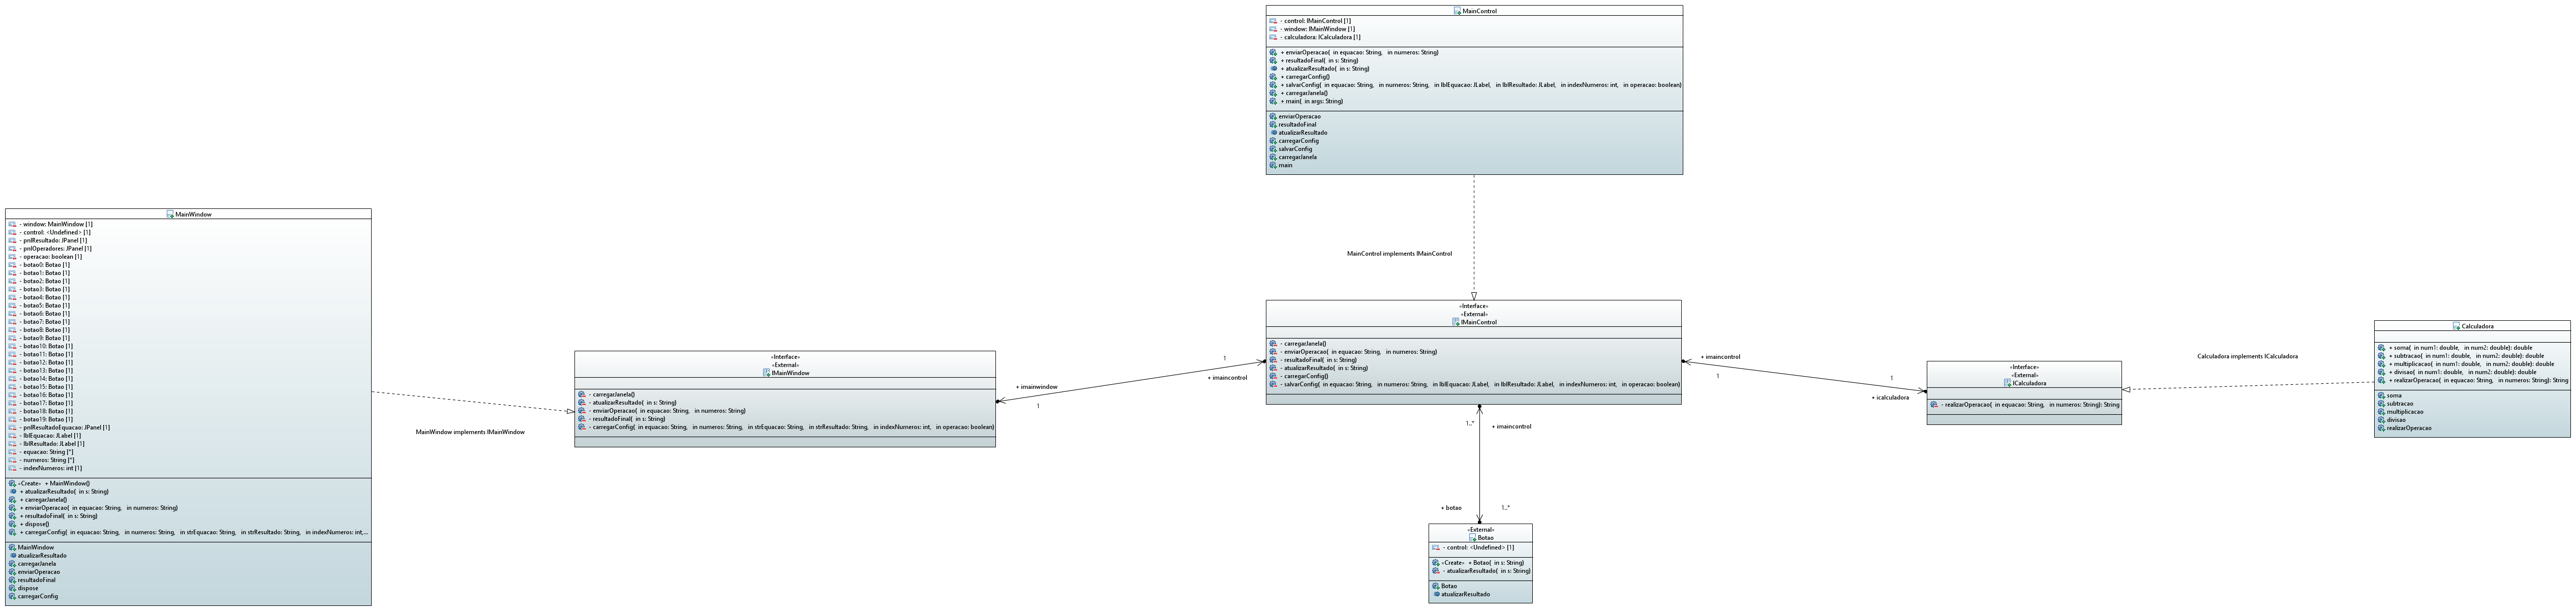 MainControl
- control: IMainControl [1]
- window: IMainWindow [1]
- calculadora: ICalculadora [1]
+ enviarOperacao( in equacao: String, in numeros: String)
+ resultadoFinal( in s: String)
+ atualizarResultado( in s: String)
+ carregarConfig()
+ salvarConfig( in equacao: String, in numeros: String, in lblEquacao: JLabel, in lblResultado: JLabel, in indexNumeros: int, in operacao: boolean)
+ carregarJanela()
+ main( in args: String)
enviarOperacao
resultadoFinal
atualizarResultado
carregarConfig
salvarConfig
carregarJanela
main
MainWindow
- window: MainWindow [1]
- control: <Undefined> [1]
- pnlResultado: JPanel [1]
- pnlOperadores: JPanel [1]
- operacao: boolean [1]
- botao0: Botao [1]
- botao1: Botao [1]
- botao2: Botao [1]
- botao3: Botao [1]
- botao4: Botao [1]
- botao5: Botao [1]
- botao6: Botao [1]
- botao7: Botao [1]
- botao8: Botao [1]
- botao9: Botao [1]
- botao10: Botao [1]
- botao11: Botao [1]
- botao12: Botao [1]
- botao13: Botao [1]
- botao14: Botao [1]
- botao15: Botao [1]
- botao16: Botao [1]
- botao17: Botao [1]
- botao18: Botao [1]
- botao19: Botao [1]
- pnlResultadoEquacao: JPanel [1]
- lblEquacao: JLabel [1]
- lblResultado: JLabel [1]
- equacao: String [*]
- numeros: String [*]
- indexNumeros: int [1]
«Create» + MainWindow()
+ atualizarResultado( in s: String)
+ carregarJanela()
+ enviarOperacao( in equacao: String, in numeros: String)
+ resultadoFinal( in s: String)
+ dispose()
+ carregarConfig( in equacao: String, in numeros: String, in strEquacao: String, in strResultado: String, in indexNumeros: int,...
MainWindow
atualizarResultado
carregarJanela
enviarOperacao
resultadoFinal
dispose
carregarConfig
MainWindow implements IMainWindow
«Interface»
«External»
IMainWindow
- carregarJanela()
- atualizarResultado( in s: String)
- enviarOperacao( in equacao: String, in numeros: String)
- resultadoFinal( in s: String)
- carregarConfig( in equacao: String, in numeros: String, in strEquacao: String, in strResultado: String, in indexNumeros: int, in operacao: boolean)
+ imainwindow
1
1
+ imaincontrol
MainControl implements IMainControl
«Interface»
«External»
IMainControl
- carregarJanela()
- enviarOperacao( in equacao: String, in numeros: String)
- resultadoFinal( in s: String)
- atualizarResultado( in s: String)
- carregarConfig()
- salvarConfig( in equacao: String, in numeros: String, in lblEquacao: JLabel, in lblResultado: JLabel, in indexNumeros: int, in operacao: boolean)
+ imaincontrol
1
1
+ icalculadora
1..*
+ imaincontrol
+ botao
1..*
«External»
Botao
- control: <Undefined> [1]
«Create» + Botao( in s: String)
- atualizarResultado( in s: String)
Botao
atualizarResultado
«Interface»
«External»
ICalculadora
- realizarOperacao( in equacao: String, in numeros: String): String
Calculadora implements ICalculadora
Calculadora
+ soma( in num1: double, in num2: double): double
+ subtracao( in num1: double, in num2: double): double
+ multiplicacao( in num1: double, in num2: double): double
+ divisao( in num1: double, in num2: double): double
+ realizarOperacao( in equacao: String, in numeros: String): String
soma
subtracao
multiplicacao
divisao
realizarOperacao